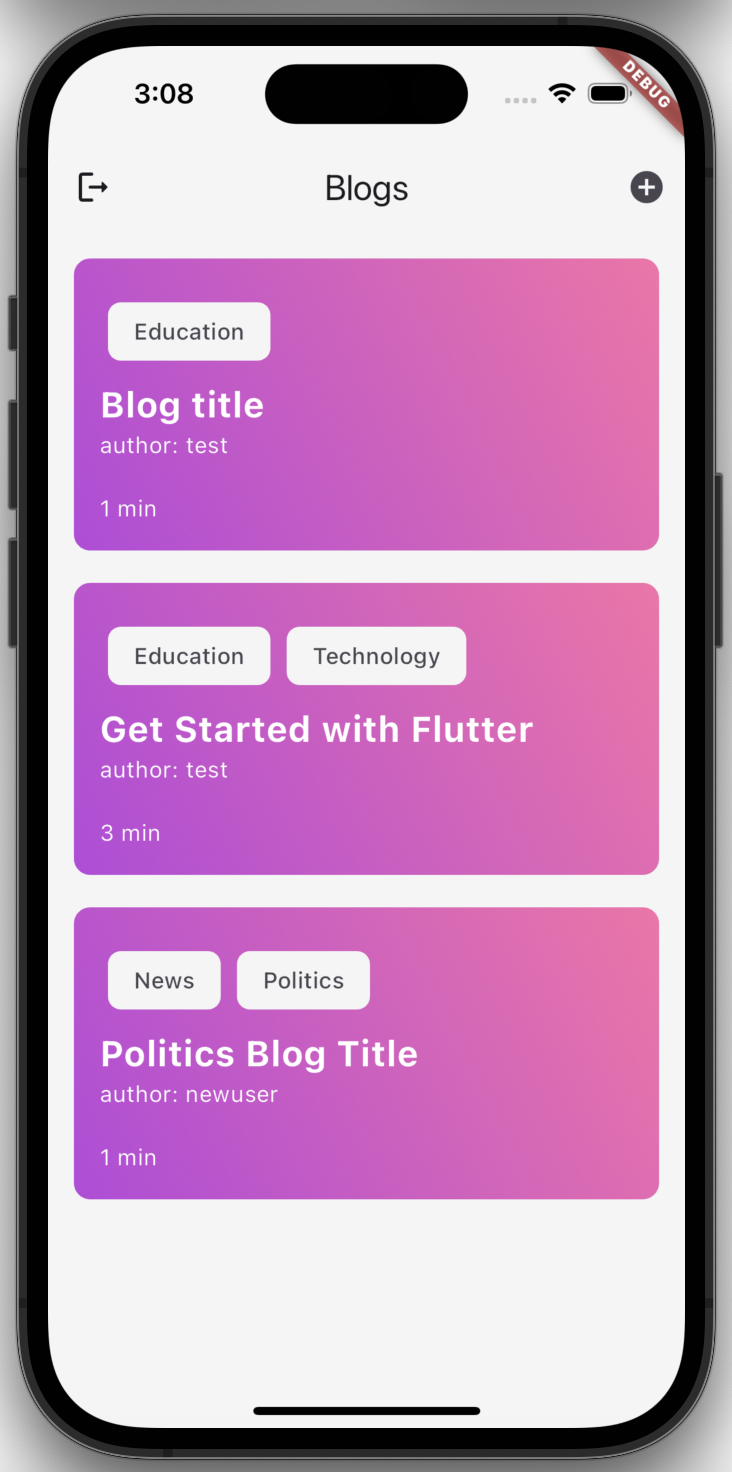 3:08
DEBUG
Blogs
Education
Blog title
author: test
1 min
Education Technology
Get Started with Flutter
author: test
3 min
News Politics
Politics Blog Title
author: newuser
1 min